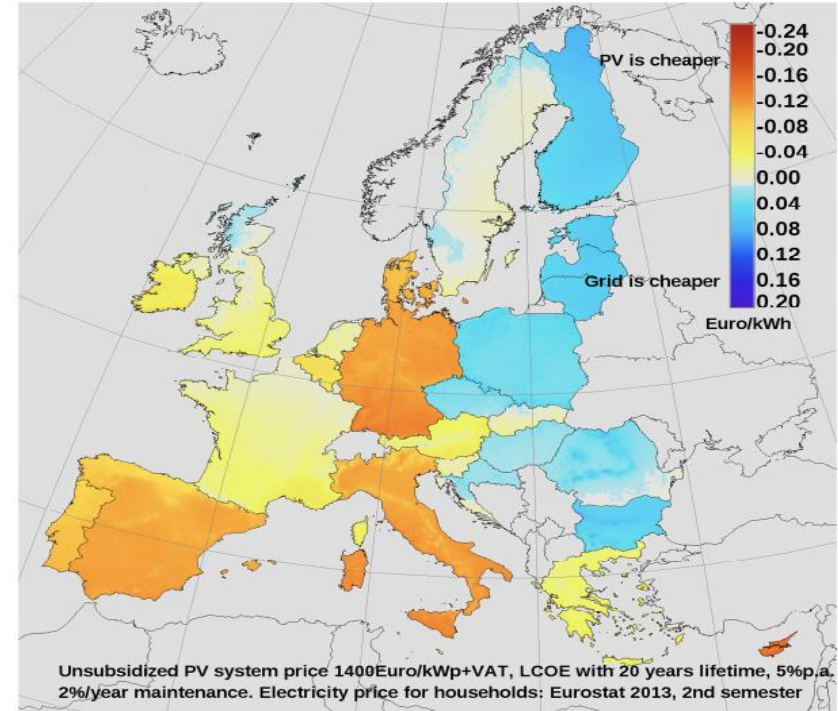 PV is cheaper
-0.24
-0.20
-0.16
-0.12
-0.08
-0.04
0.00
0.04
0.08
0.12
0.16
0.20
Grid is cheaper
Euro/kWh
Unsubsidized PV system price 1400Euro/kWp+VAT, LCOE with 20 years lifetime, 5%p.a.
2%/year maintenance. Electricity price for households: Eurostat 2013, 2nd semester